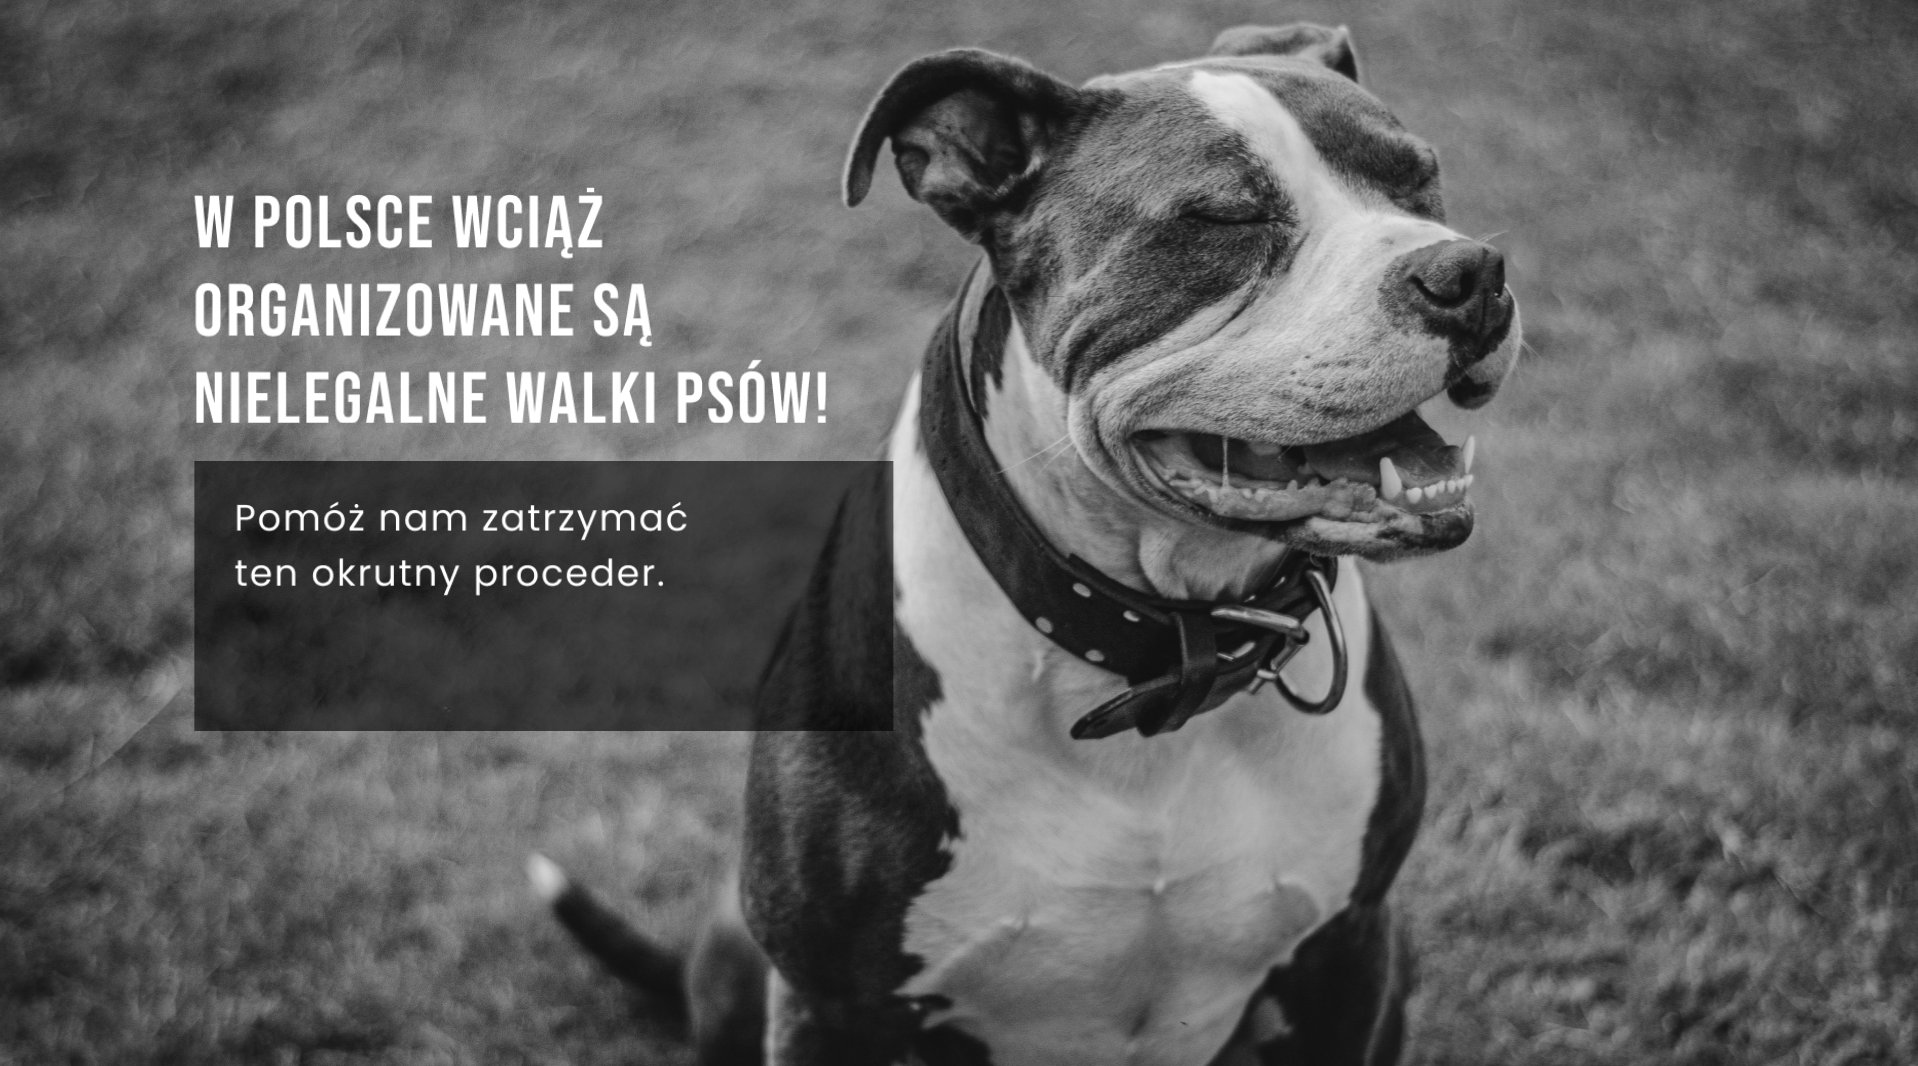 W POLSCE WCIĄŻ
ORGANIZOWANE SĄ
NIELEGALNE WALKI PSÓW!
Pomóż nam zatrzymać
ten okrutny proceder.